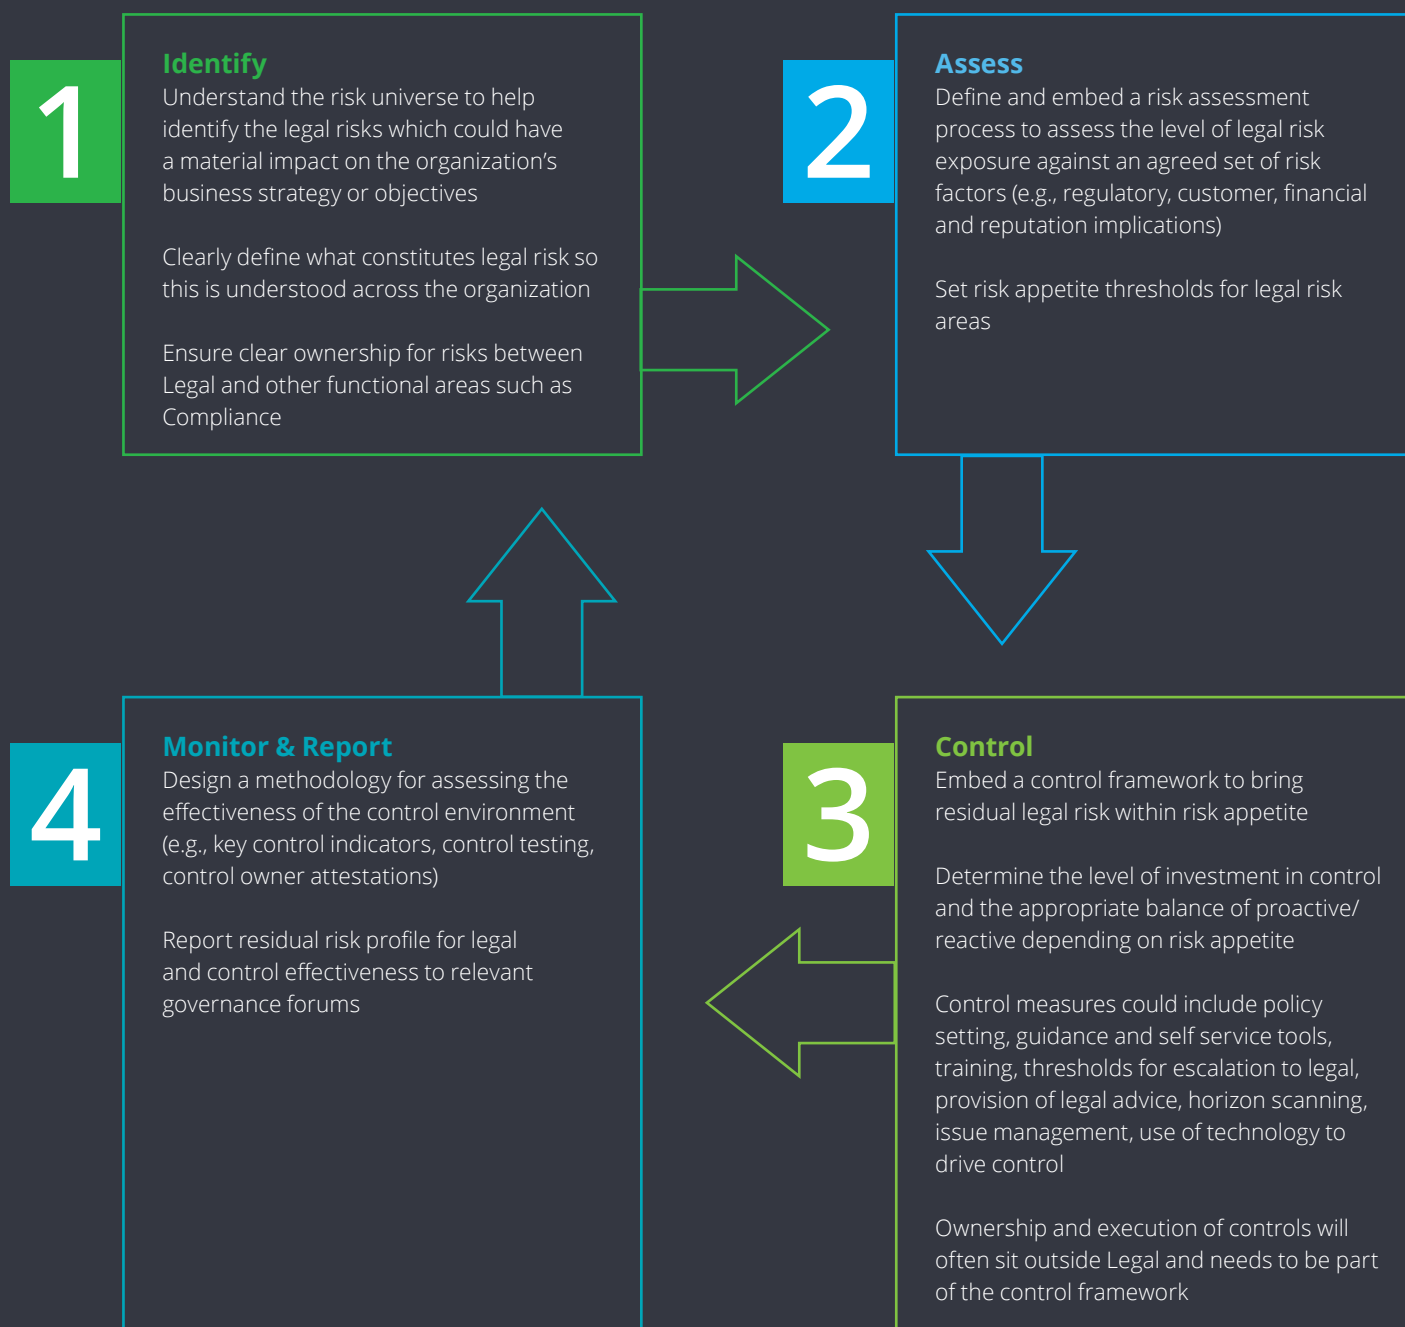 1
Identify
Understand the risk universe to help
identify the legal risks which could have
a material impact on the organization’s
business strategy or objectives
Clearly define what constitutes legal risk so
this is understood across the organization
Ensure clear ownership for risks between
Legal and other functional areas such as
Compliance
2
Assess
Define and embed a risk assessment
process to assess the level of legal risk
exposure against an agreed set of risk
factors (e.g., regulatory, customer, financial
and reputation implications)
Set risk appetite thresholds for legal risk
areas
3
Control
Embed a control framework to bring
residual legal risk within risk appetite
Determine the level of investment in control
and the appropriate balance of proactive/
reactive depending on risk appetite
Control measures could include policy
setting, guidance and self service tools,
training, thresholds for escalation to legal,
provision of legal advice, horizon scanning,
issue management, use of technology to
drive control
Ownership and execution of controls will
often sit outside Legal and needs to be part
of the control framework
4
Monitor & Report
Design a methodology for assessing the
effectiveness of the control environment
(e.g., key control indicators, control testing,
control owner attestations)
Report residual risk profile for legal
and control effectiveness to relevant
governance forums